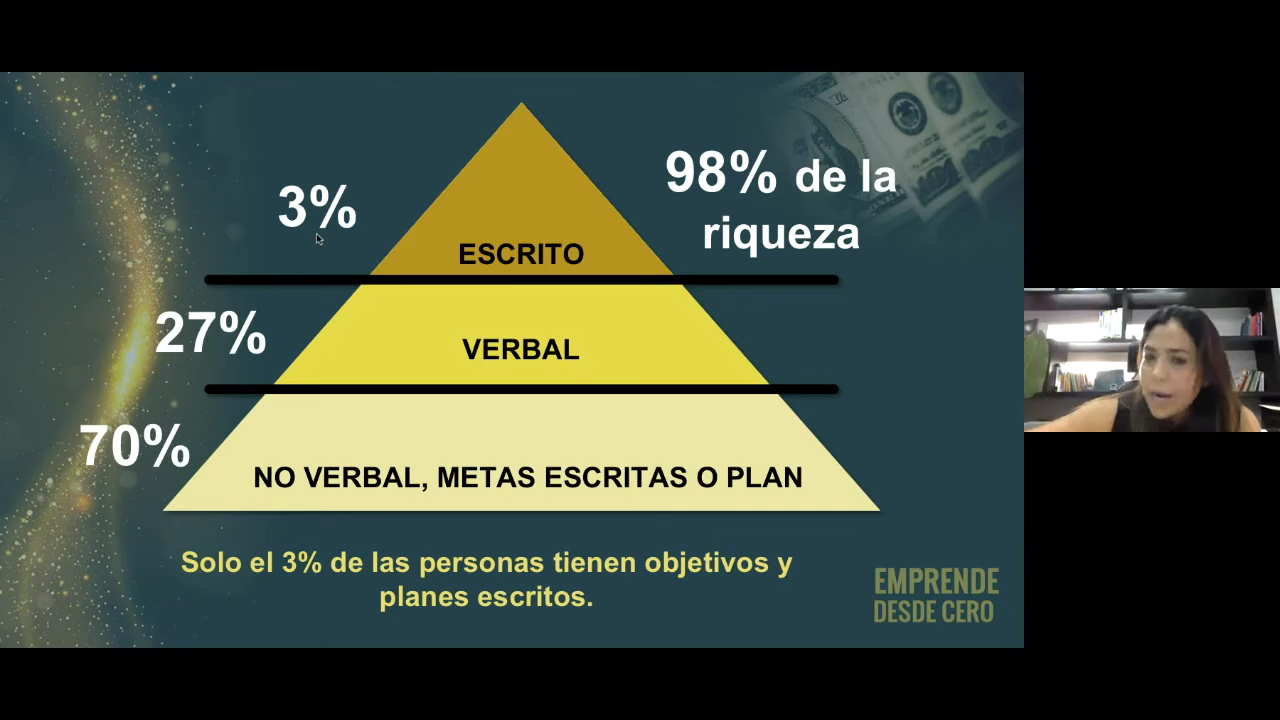 3%
98% de la
riqueza
ESCRITO
27%
VERBAL
70%
NO VERBAL, METAS ESCRITAS O PLAN
Solo el 3% de las personas tienen objetivos y
planes escritos.
EMPRENDE
DESDE CERO